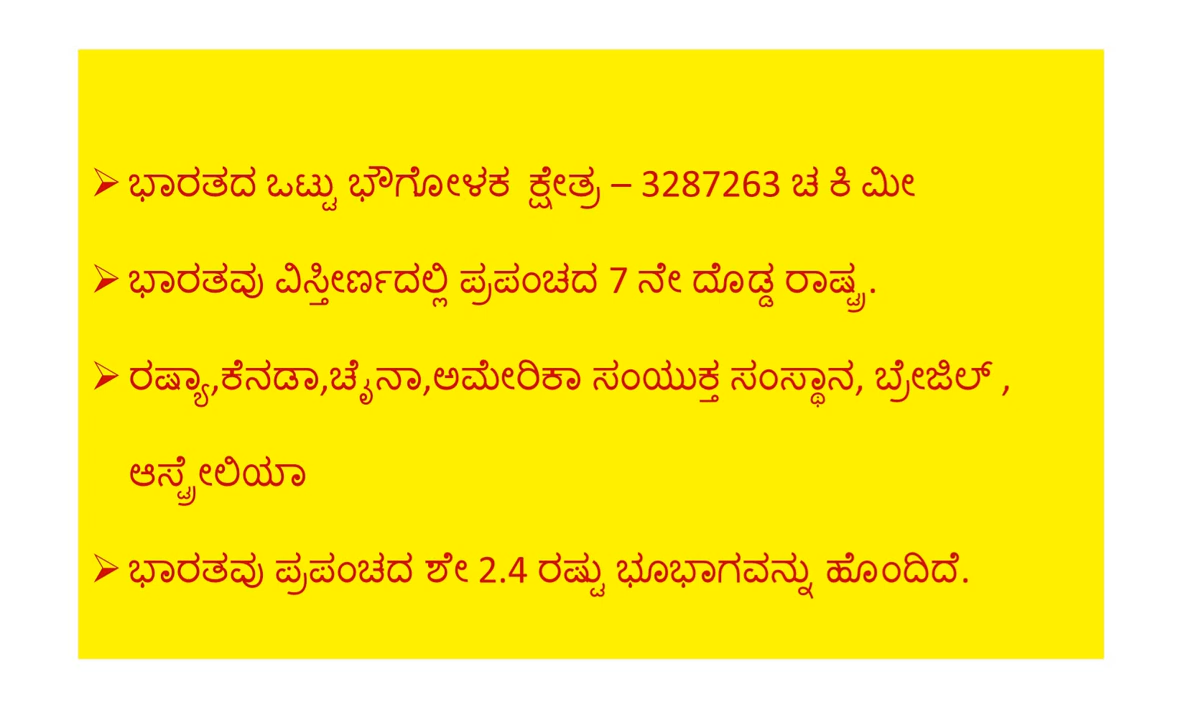 ➢ ಭಾರತದ ಒಟ್ಟು ಭೌಗೋಳಕ ಕ್ಷೇತ್ರ – 3287263 ಚ ಕಿ ಮೀ
➢ ಭಾರತವು ವಿಸ್ತೀರ್ಣದಲ್ಲಿ ಪ್ರಪಂಚದ 7 ನೇ ದೊಡ್ಡ ರಾಷ್ಟ್ರ.
➢ ರಷ್ಯಾ,ಕೆನಡಾ,ಚೈನಾ,ಅಮೇರಿಕಾ ಸಂಯುಕ್ತ ಸಂಸ್ಥಾನ, ಬ್ರೇಜಿಲ್ ,
ಆಸ್ಟ್ರೇಲಿಯಾ
➢ ಭಾರತವು ಪ್ರಪಂಚದ ಶೇ 2.4 ರಷ್ಟು ಭೂಭಾಗವನ್ನು ಹೊಂದಿದೆ.